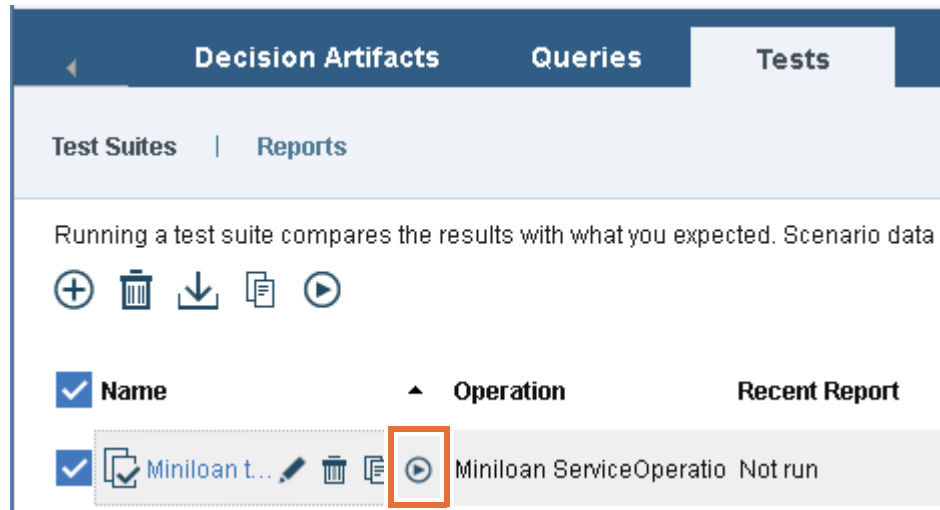 Decision Artifacts Queries Tests
Test Suites | Reports
Running a test suite compares the results with what you expected. Scenario data
Name Operation Recent Report
Miniloan t... Miniloan ServiceOperatio Not run